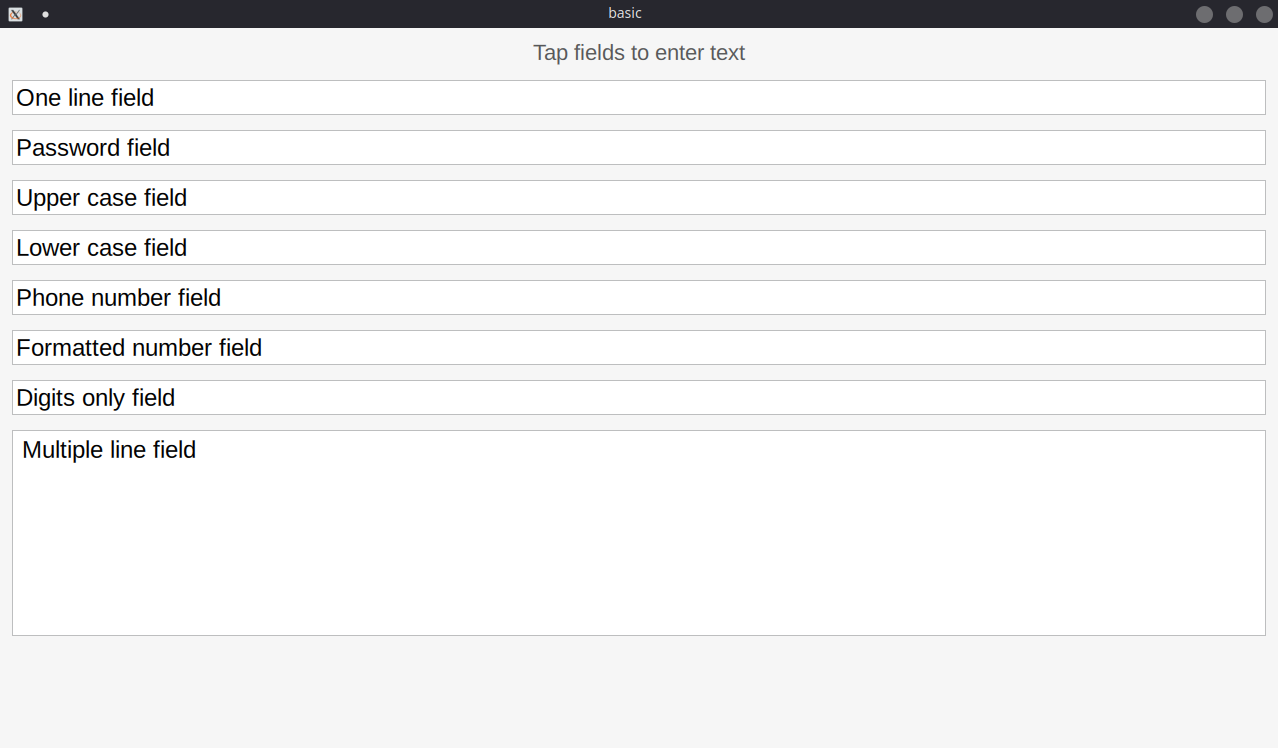 basic
Tap fields to enter text
One line field
Password field
Upper case field
Lower case field
Phone number field
Formatted number field
Digits only field
Multiple line field